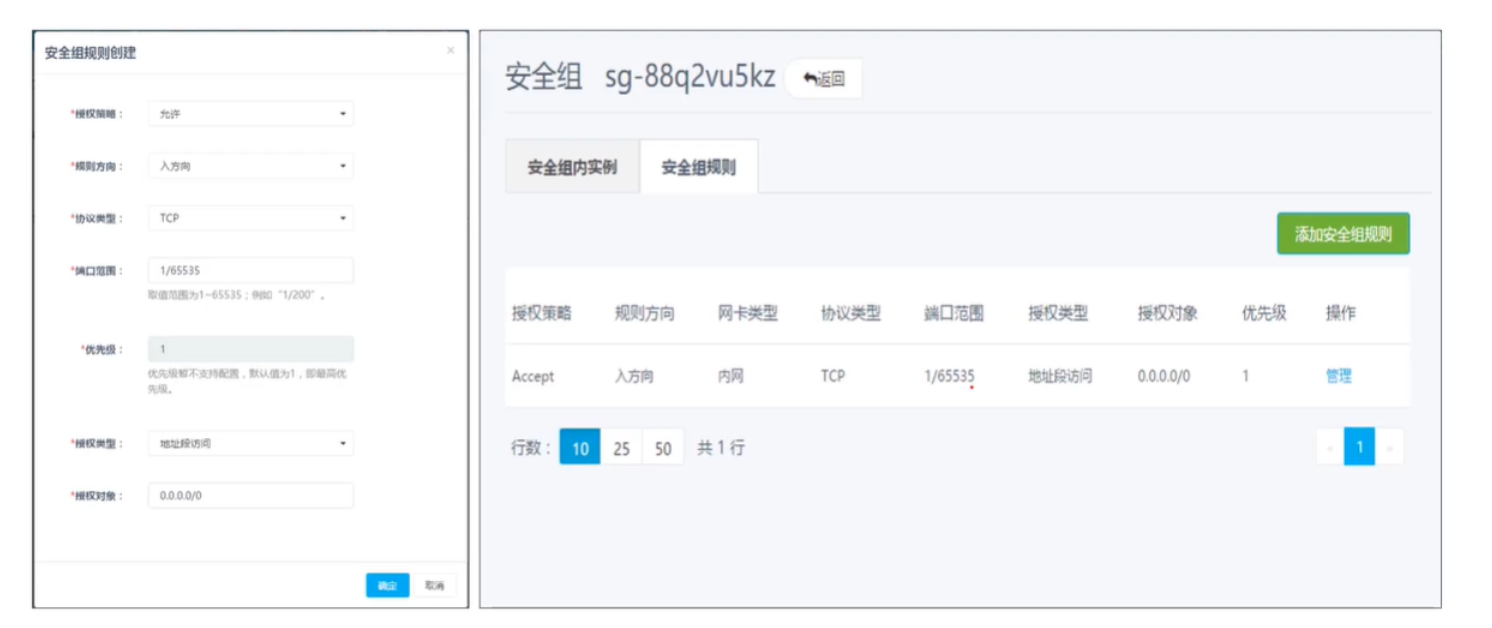 安全组规则创建 ×
*授权策略： 允许
*规则方向： 入方向
*协议类型： TCP
*端口范围： 1/65535
取值范围为1~65535；例如“1/200”。
*优先级： 1
优先级暂不支持配置，默认值为1，即最高优
先级。
*授权类型： 地址段访问
*授权对象： 0.0.0.0/0
确定 取消
安全组 sg-88q2vu5kz 返回
安全组内实例 安全组规则
添加安全组规则
授权策略 规则方向 网卡类型 协议类型 端口范围 授权类型 授权对象 优先级 操作
Accept 入方向 内网 TCP 1/65535 地址段访问 0.0.0.0/0 1 管理
行数： 10 25 50 共 1 行 « 1 »